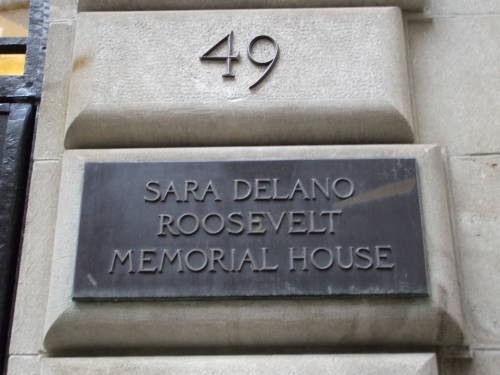 49
SARA DELANO
ROOSEVELT
MEMORIAL HOUSE